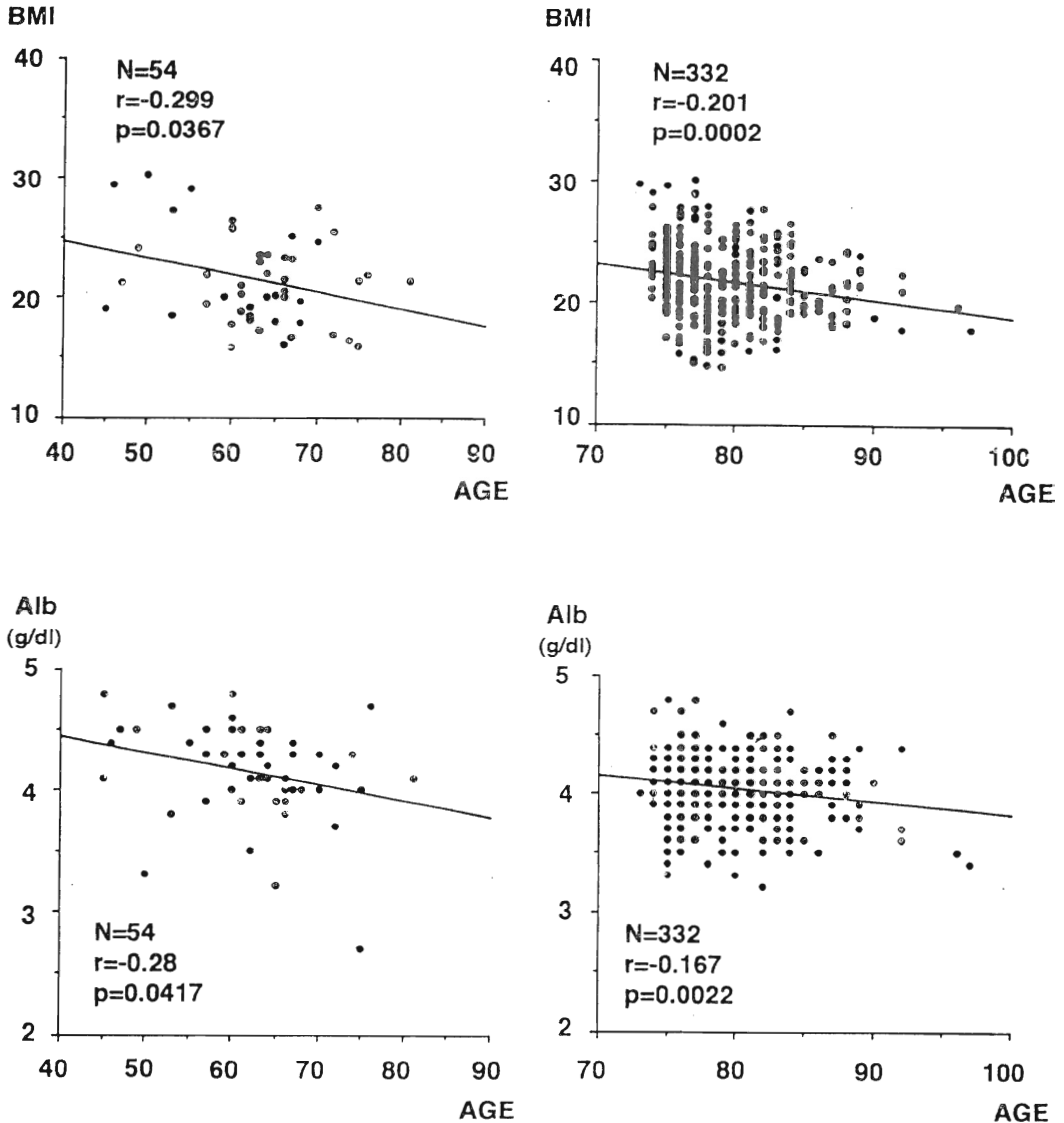 BMI
40
30
20
10
N=54
r=-0.299
p=0.0367
40 50 60 70 80 90
AGE
BMI
40
30
20
10
N=332
r=-0.201
p=0.0002
70 80 90 100
AGE
Alb
(g/dl)
5
4
3
2
N=54
r=-0.28
p=0.0417
40 50 60 70 80 90
AGE
Alb
(g/dl)
5
4
3
2
N=332
r=-0.167
p=0.0022
70 80 90 100
AGE